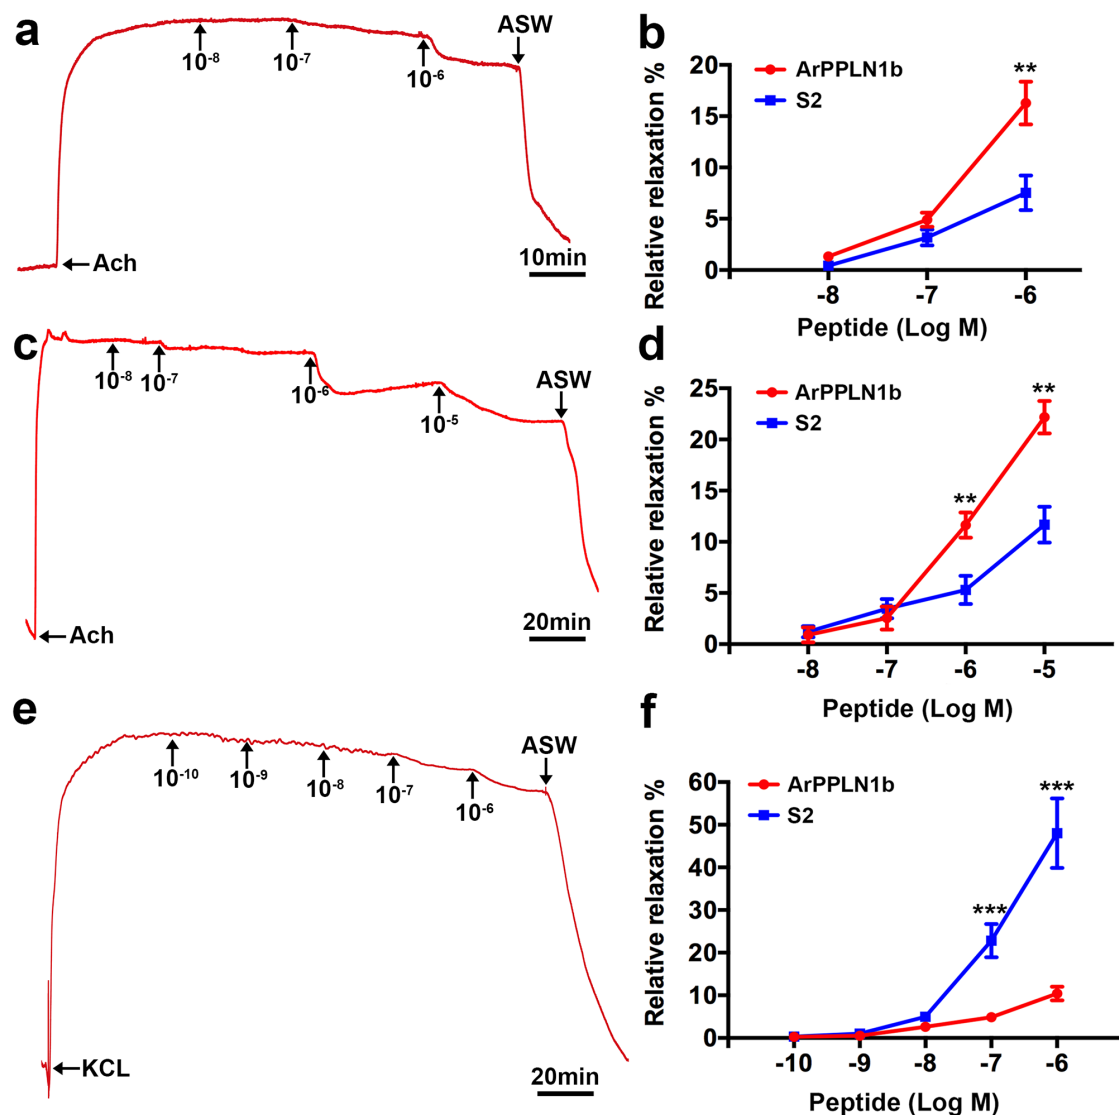 a
ASW
10-8
10-7
10-6
Ach
10min
b
Relative relaxation %
20
15
10
5
0
ArPPLN1b
S2
**
-8
-7
-6
Peptide (Log M)
c
10-8
10-7
10-6
10-5
ASW
Ach
20min
d
Relative relaxation %
25
20
15
10
5
0
ArPPLN1b
S2
**
**
-8
-7
-6
-5
Peptide (Log M)
e
10-10
10-9
10-8
10-7
10-6
ASW
KCL
20min
f
Relative relaxation %
60
50
40
30
20
10
0
ArPPLN1b
S2
***
***
-10
-9
-8
-7
-6
Peptide (Log M)